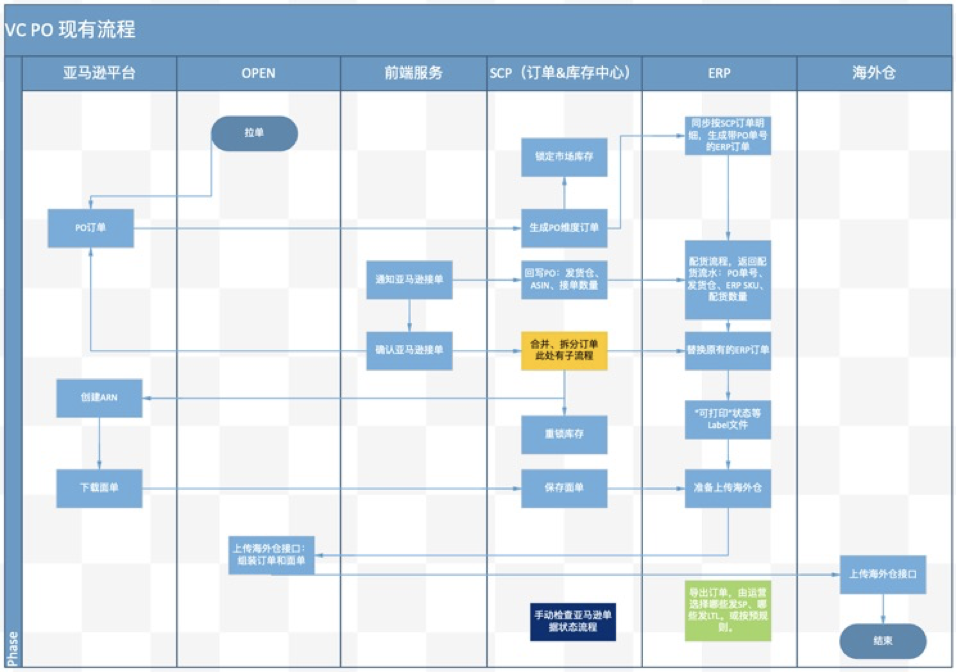 VC PO 现有流程
亚马逊平台
OPEN
前端服务
SCP（订单&库存中心）
ERP
海外仓
拉单
同步按SCP订单明
细，生成带PO单号
的ERP订单
锁定市场库存
PO订单
生成PO维度订单
通知亚马逊接单
回写PO：发货仓、
ASIN、接单数量
配货流程，返回配
货流水：PO单号、
发货仓、ERP SKU、
配货数量
确认亚马逊接单
合并、拆分订单
此处有子流程
替换原有的ERP订单
创建ARN
“可打印”状态等
Label文件
重锁库存
下载面单
保存面单
准备上传海外仓
上传海外仓接口：
组装订单和面单
上传海外仓接口
导出订单，由运营
选择哪些发SP、哪
些发LTL。或按预规
则。
手动检查亚马逊单
据状态流程
结束
Phase